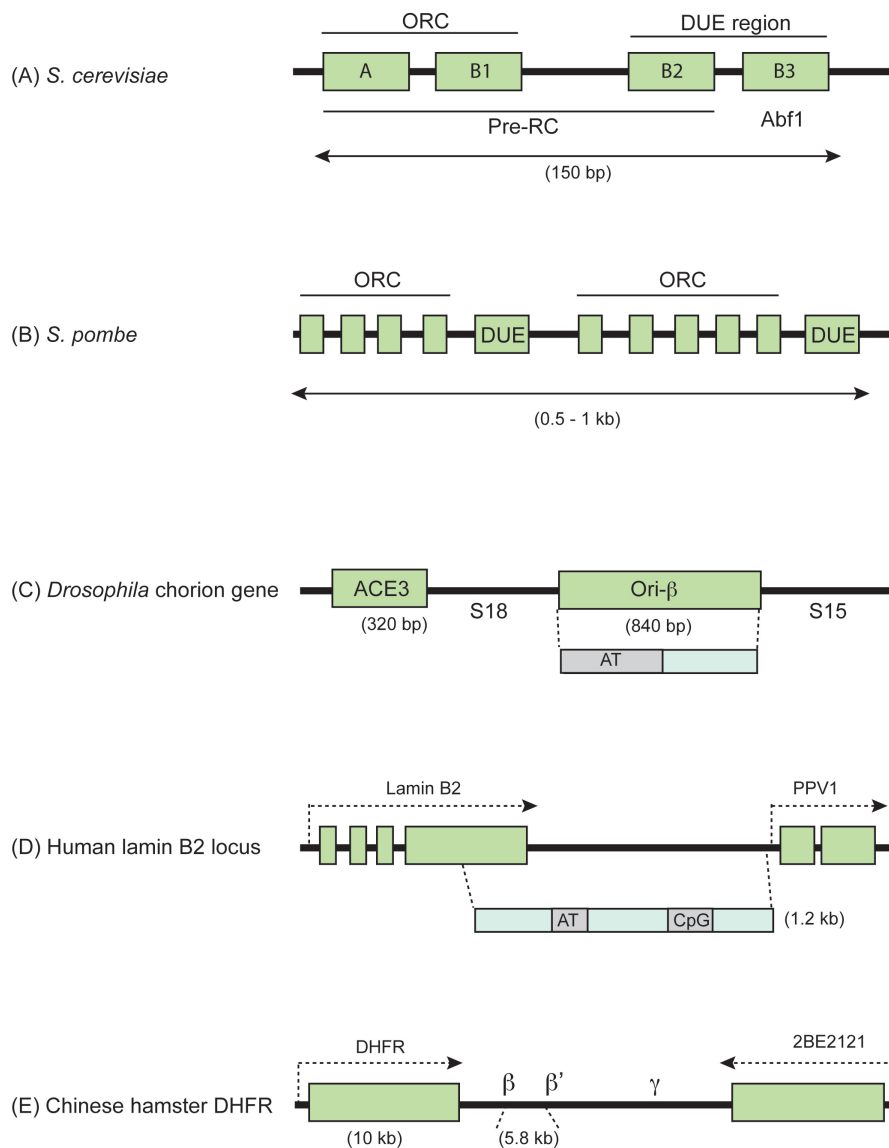 ORC DUE region
(A) S. cerevisiae A B1 B2 B3
Pre-RC Abf1
(150 bp)
ORC ORC
(B) S. pombe DUE DUE
(0.5 - 1 kb)
(C) Drosophila chorion gene ACE3 Ori-β
(320 bp) S18 (840 bp) S15
AT
Lamin B2 PPV1
(D) Human lamin B2 locus
AT CpG (1.2 kb)
DHFR 2BE2121
β β’ γ
(E) Chinese hamster DHFR
(10 kb) (5.8 kb)